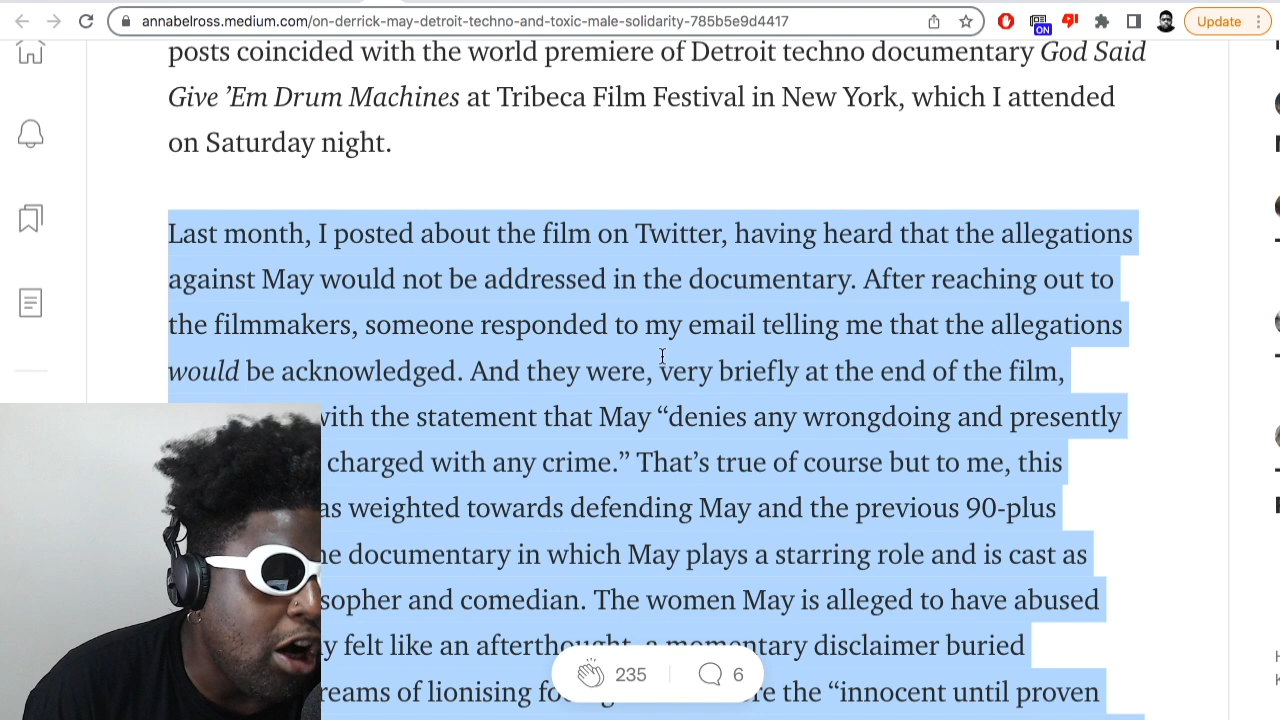 annabelross.medium.com/on-derrick-may-detroit-techno-and-toxic-male-solidarity-785b5e9d4417
ON
Update
posts coincided with the world premiere of Detroit techno documentary God Said
Give ’Em Drum Machines at Tribeca Film Festival in New York, which I attended
on Saturday night.
Last month, I posted about the film on Twitter, having heard that the allegations
against May would not be addressed in the documentary. After reaching out to
the filmmakers, someone responded to my email telling me that the allegations
would be acknowledged. And they were, very briefly at the end of the film,
with the statement that May “denies any wrongdoing and presently
charged with any crime.” That’s true of course but to me, this
weighted towards defending May and the previous 90-plus
documentary in which May plays a starring role and is cast as
and comedian. The women May is alleged to have abused
felt like an afterthought, a momentary disclaimer buried
of lionising the “innocent until proven
235
6